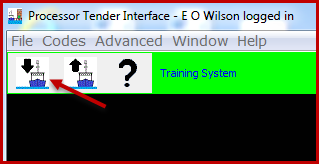 Processor Tender Interface - E O Wilson logged in
File Codes Advanced Window Help
? Training System